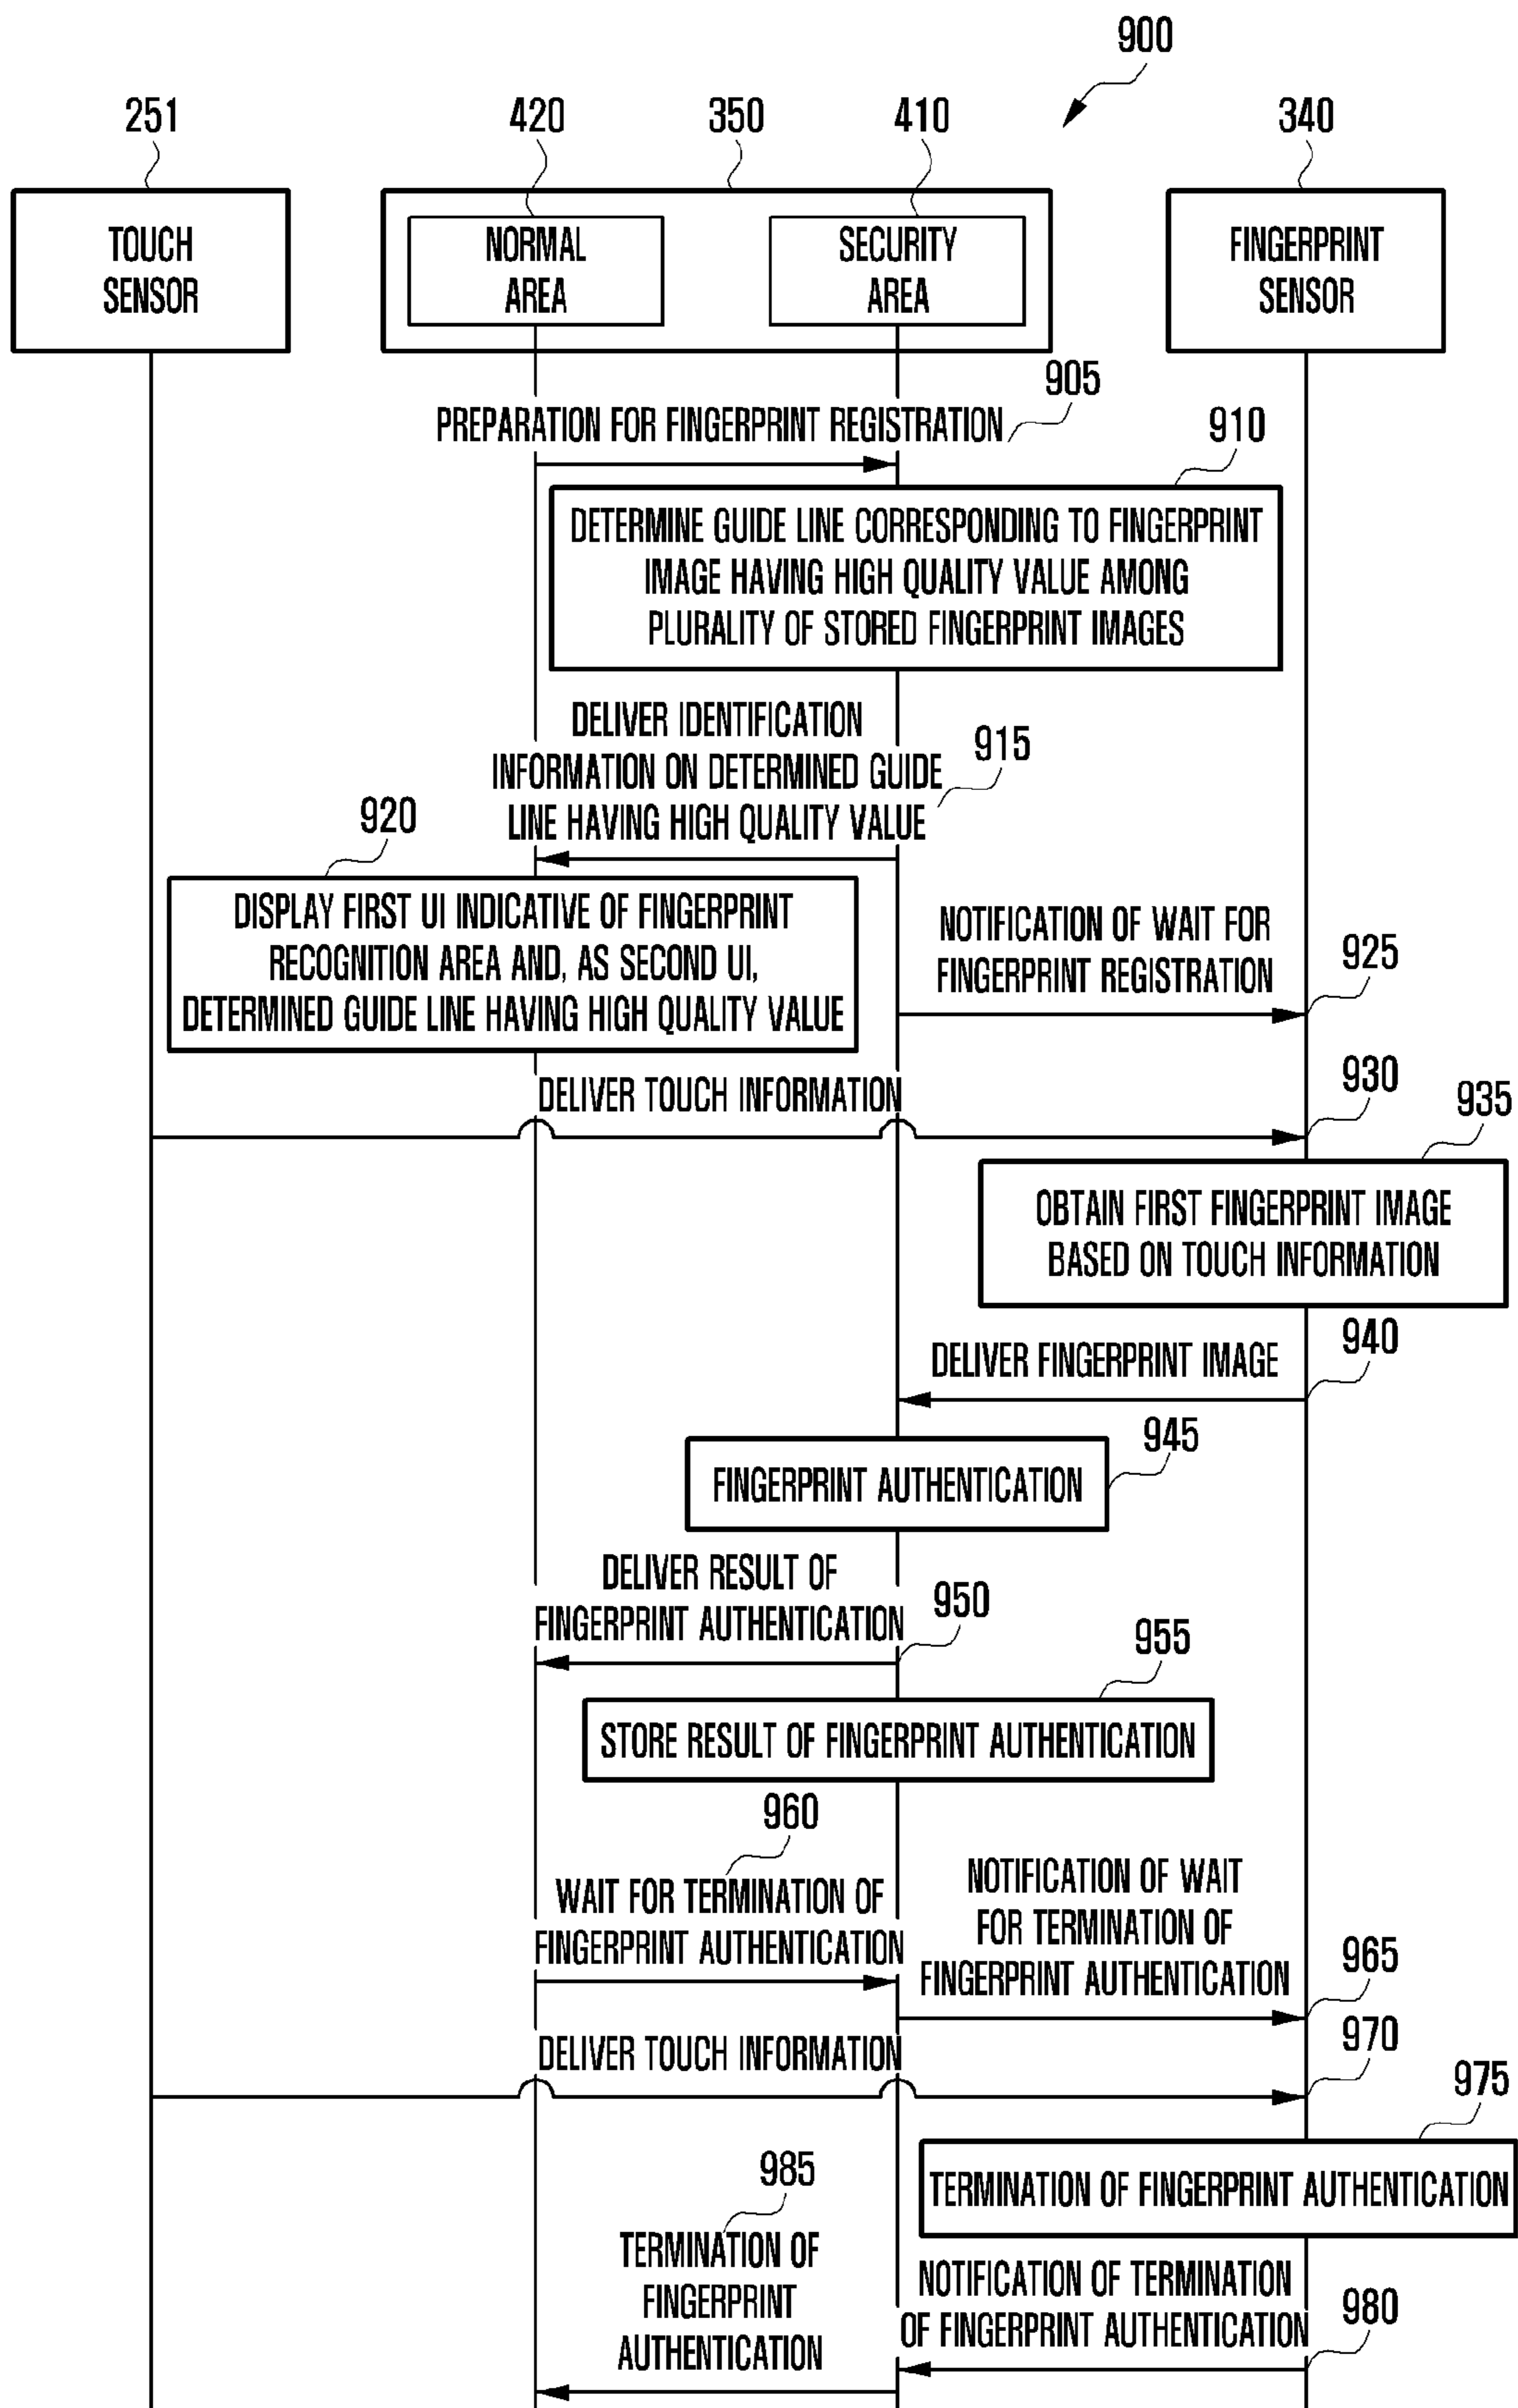 900
251
420
350
410
340
TOUCH
SENSOR
NORMAL
AREA
SECURITY
AREA
FINGERPRINT
SENSOR
905
PREPARATION FOR FINGERPRINT REGISTRATION
910
DETERMINE GUIDE LINE CORRESPONDING TO FINGERPRINT
IMAGE HAVING HIGH QUALITY VALUE AMONG
PLURALITY OF STORED FINGERPRINT IMAGES
DELIVER IDENTIFICATION
INFORMATION ON DETERMINED GUIDE
LINE HAVING HIGH QUALITY VALUE
915
920
DISPLAY FIRST UI INDICATIVE OF FINGERPRINT
RECOGNITION AREA AND, AS SECOND UI,
DETERMINED GUIDE LINE HAVING HIGH QUALITY VALUE
NOTIFICATION OF WAIT FOR
FINGERPRINT REGISTRATION
925
DELIVER TOUCH INFORMATION
930
935
OBTAIN FIRST FINGERPRINT IMAGE
BASED ON TOUCH INFORMATION
DELIVER FINGERPRINT IMAGE
940
945
FINGERPRINT AUTHENTICATION
DELIVER RESULT OF
FINGERPRINT AUTHENTICATION
950
955
STORE RESULT OF FINGERPRINT AUTHENTICATION
960
WAIT FOR TERMINATION OF
FINGERPRINT AUTHENTICATION
NOTIFICATION OF WAIT
FOR TERMINATION OF
FINGERPRINT AUTHENTICATION
965
DELIVER TOUCH INFORMATION
970
975
TERMINATION OF FINGERPRINT AUTHENTICATION
985
TERMINATION OF
FINGERPRINT
AUTHENTICATION
NOTIFICATION OF TERMINATION
OF FINGERPRINT AUTHENTICATION
980